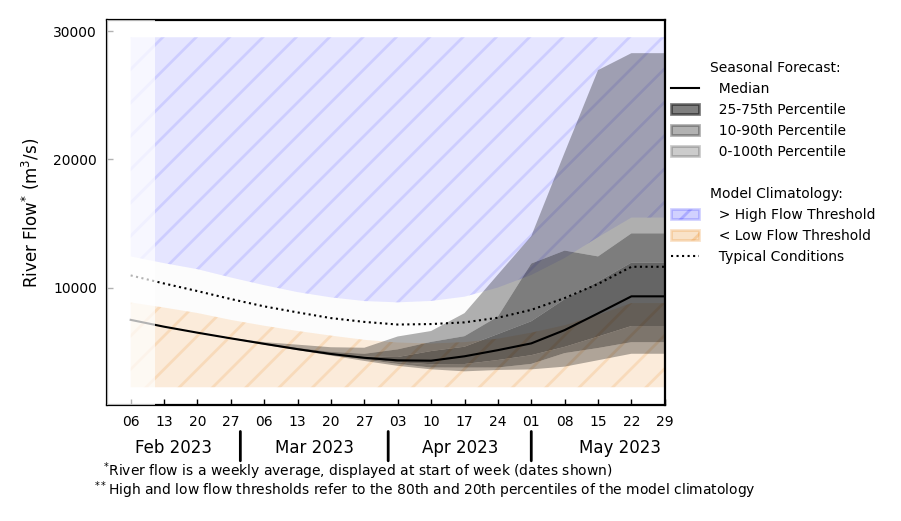 30000
20000
10000
River Flow* (m³/s)
06 13 20 27 06 13 20 27 03 10 17 24 01 08 15 22 29
Feb 2023 Mar 2023 Apr 2023 May 2023
*River flow is a weekly average, displayed at start of week (dates shown)
**High and low flow thresholds refer to the 80th and 20th percentiles of the model climatology
Seasonal Forecast:
Median
25-75th Percentile
10-90th Percentile
0-100th Percentile
Model Climatology:
> High Flow Threshold
< Low Flow Threshold
Typical Conditions